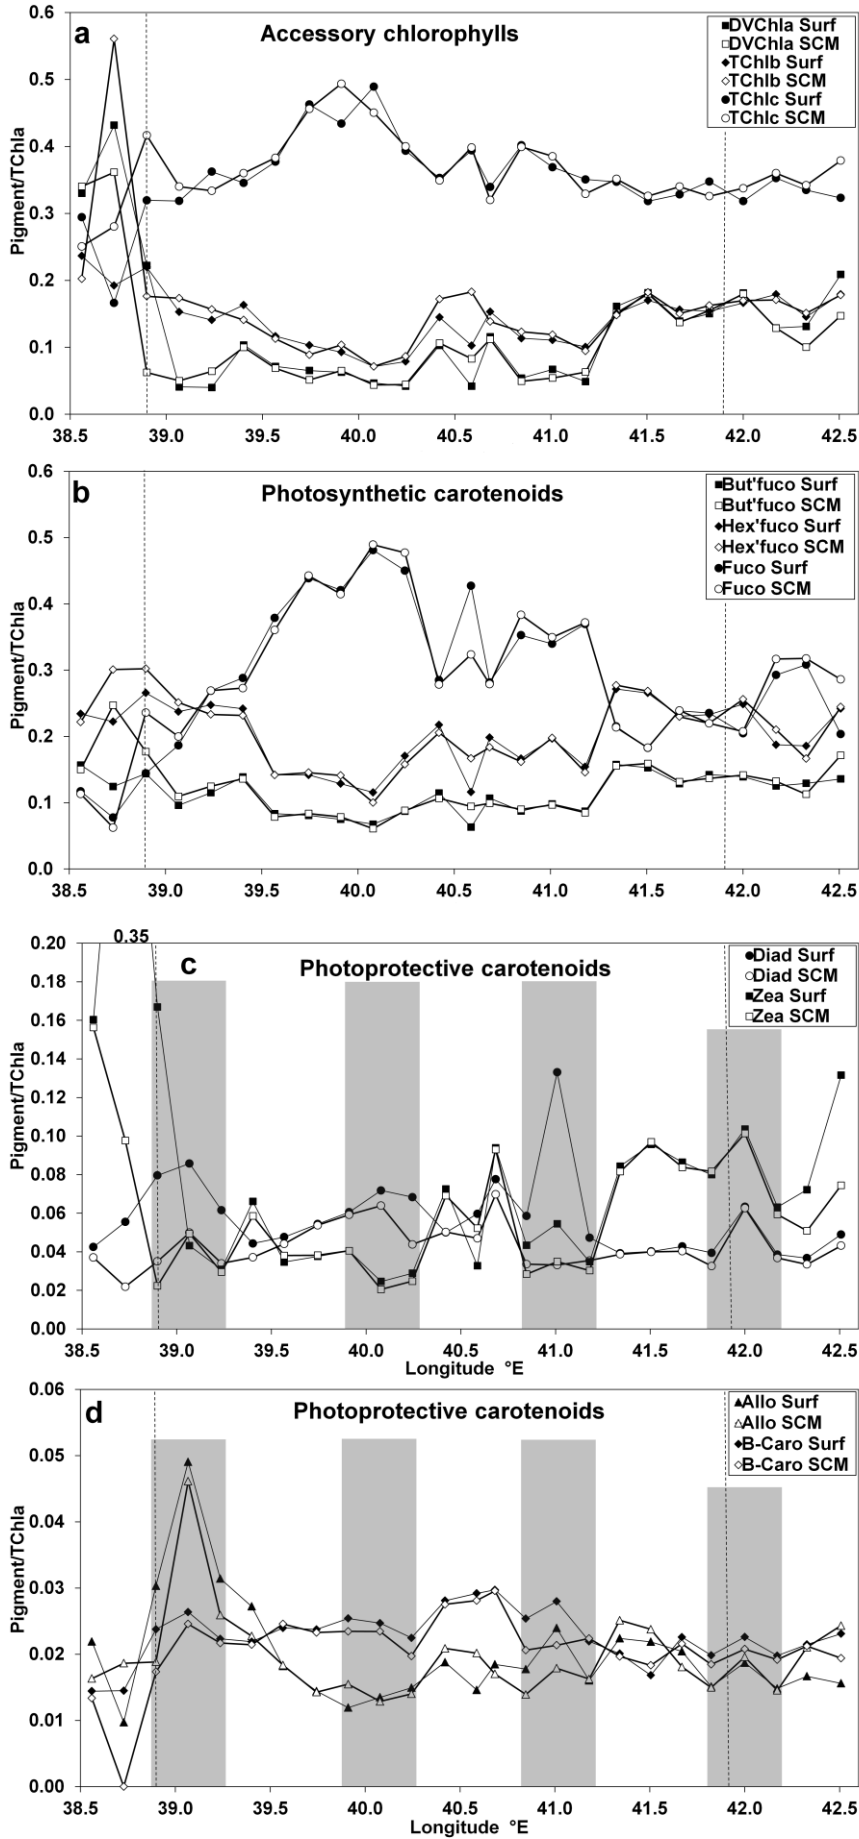 a
Accessory chlorophylls
DVChla Surf
DVChla SCM
TChlb Surf
TChlb SCM
TChlc Surf
TChlc SCM
Pigment/TChla
0.6
0.5
0.4
0.3
0.2
0.1
0.0
38.5 39.0 39.5 40.0 40.5 41.0 41.5 42.0 42.5
b
Photosynthetic carotenoids
But'fuco Surf
But'fuco SCM
Hex'fuco Surf
Hex'fuco SCM
Fuco Surf
Fuco SCM
Pigment/TChla
0.6
0.5
0.4
0.3
0.2
0.1
0.0
38.5 39.0 39.5 40.0 40.5 41.0 41.5 42.0 42.5
0.35
c
Photoprotective carotenoids
Diad Surf
Diad SCM
Zea Surf
Zea SCM
Pigment/TChla
0.20
0.18
0.16
0.14
0.12
0.10
0.08
0.06
0.04
0.02
0.00
38.5 39.0 39.5 40.0 40.5 41.0 41.5 42.0 42.5
Longitude °E
d
Photoprotective carotenoids
Allo Surf
Allo SCM
B-Caro Surf
B-Caro SCM
Pigment/TChla
0.06
0.05
0.04
0.03
0.02
0.01
0.00
38.5 39.0 39.5 40.0 40.5 41.0 41.5 42.0 42.5
Longitude °E